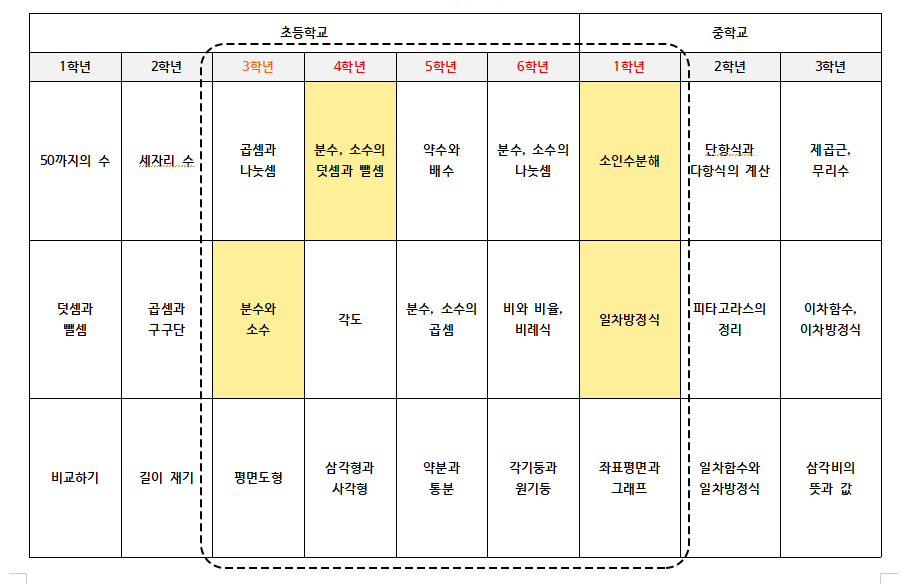 초등학교 중학교
1학년 2학년 3학년 4학년 5학년 6학년 1학년 2학년 3학년
50까지의 수 세자리 수 곱셈과 나눗셈 분수, 소수의 덧셈과 뺄셈 약수와 배수 분수, 소수의 나눗셈 소인수분해 단항식과 다항식의 계산 제곱근, 무리수
덧셈과 뺄셈 곱셈과 구구단 분수와 소수 각도 분수, 소수의 곱셈 비와 비율, 비례식 일차방정식 피타고라스의 정리 이차함수, 이차방정식
비교하기 길이 재기 평면도형 삼각형과 사각형 약분과 통분 각기둥과 원기둥 좌표평면과 그래프 일차함수와 일차방정식 삼각비의 뜻과 값